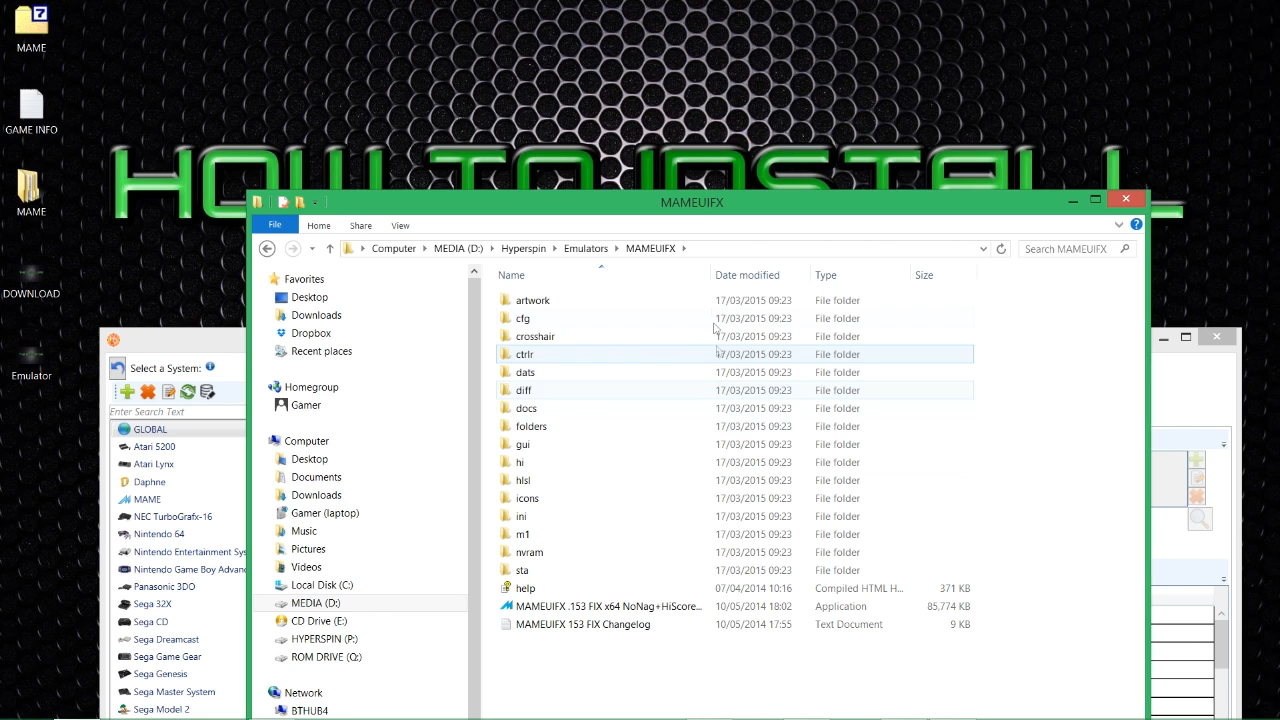 MAME
GAME INFO
MAME
DOWNLOAD
Emulator
HOW TO INSTALL
MAMEUIFX
File
Home
Share
View
Computer
MEDIA (D:)
Hyperspin
Emulators
MAMEUIFX
Search MAMEUIFX
Favorites
Desktop
Downloads
Dropbox
Recent places
Homegroup
Gamer
Computer
Desktop
Documents
Downloads
Gamer (laptop)
Music
Pictures
Videos
Local Disk (C:)
MEDIA (D:)
CD Drive (E:)
HYPERSPIN (P:)
ROM DRIVE (Q:)
Network
BTHUB4
Name Date modified Type Size
artwork 17/03/2015 09:23 File folder
cfg 17/03/2015 09:23 File folder
crosshair 17/03/2015 09:23 File folder
ctrlr 17/03/2015 09:23 File folder
dats 17/03/2015 09:23 File folder
diff 17/03/2015 09:23 File folder
docs 17/03/2015 09:23 File folder
folders 17/03/2015 09:23 File folder
gui 17/03/2015 09:23 File folder
hi 17/03/2015 09:23 File folder
hlsl 17/03/2015 09:23 File folder
icons 17/03/2015 09:23 File folder
ini 17/03/2015 09:23 File folder
m1 17/03/2015 09:23 File folder
nvram 17/03/2015 09:23 File folder
sta 17/03/2015 09:23 File folder
help 07/04/2014 10:16 Compiled HTML H... 371 KB
MAMEUIFX .153 FIX x64 NoNag+HiScore... 10/05/2014 18:02 Application 85,774 KB
MAMEUIFX 153 FIX Changelog 10/05/2014 17:55 Text Document 9 KB
Select a System:
Enter Search Text
GLOBAL
Atari 5200
Atari Lynx
Daphne
MAME
NEC TurboGrafx-16
Nintendo 64
Nintendo Entertainment Sys
Nintendo Game Boy Advanc
Panasonic 3DO
Sega 32X
Sega CD
Sega Dreamcast
Sega Game Gear
Sega Genesis
Sega Master System
Sega Model 2